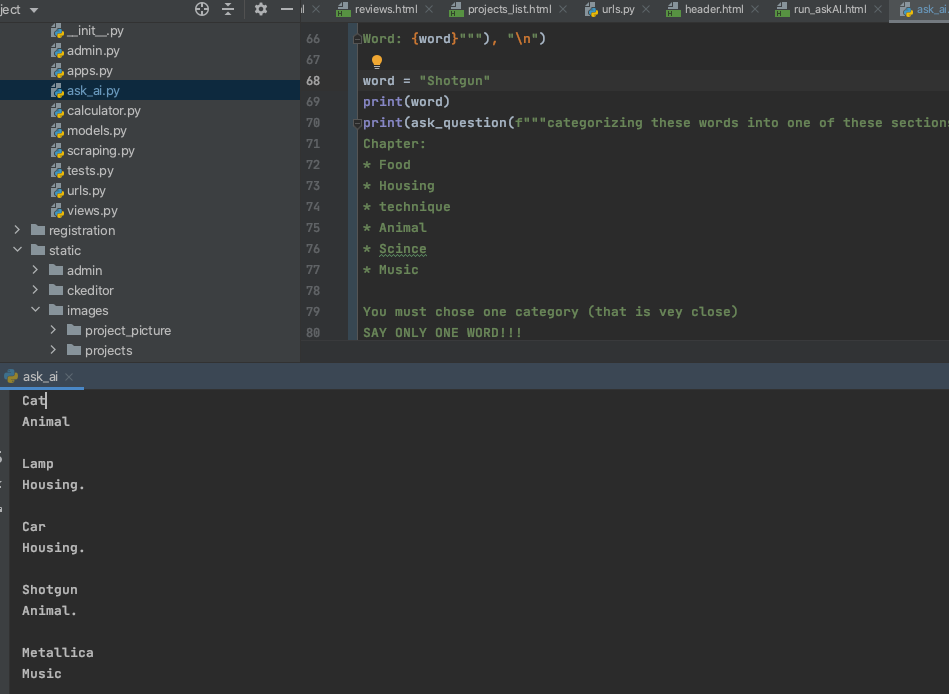 ject
reviews.html
projects_list.html
urls.py
header.html
run_askAI.html
ask_ai.
__init__.py
admin.py
apps.py
ask_ai.py
calculator.py
models.py
scraping.py
tests.py
urls.py
views.py
registration
static
admin
ckeditor
images
project_picture
projects
66 Word: {word}"""), "\n")
67
68 word = "Shotgun"
69 print(word)
70 print(ask_question(f"""categorizing these words into one of these sections
71 Chapter:
72 * Food
73 * Housing
74 * technique
75 * Animal
76 * Scince
77 * Music
78
79 You must chose one category (that is vey close)
80 SAY ONLY ONE WORD!!!
ask_ai
Cat
Animal
Lamp
Housing.
Car
Housing.
Shotgun
Animal.
Metallica
Music